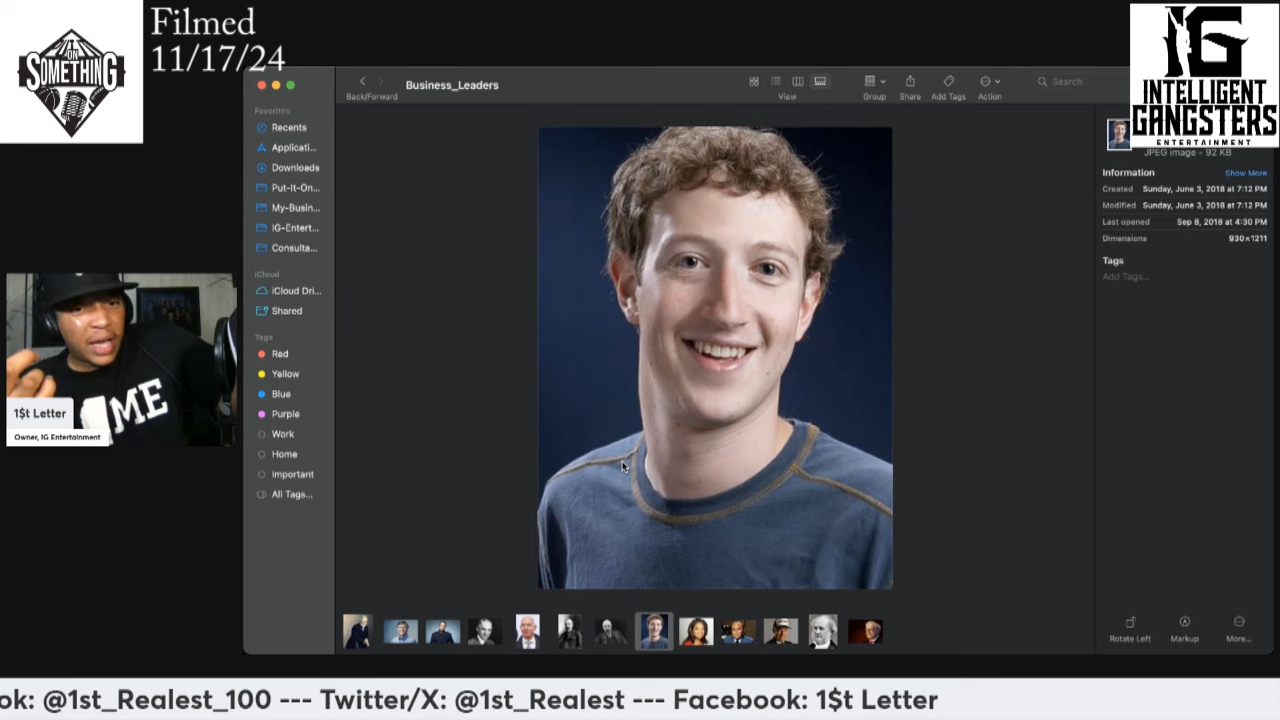 I ON
SOMETHING
Filmed
11/17/24
IG
INTELLIGENT
GANGSTERS
ENTERTAINMENT
Back/Forward
Business_Leaders
View
Group
Share
Add Tags
Action
Search
Favorites
Recents
Applicati...
Downloads
Put-It-On...
My-Busin...
IG-Entert...
Consulta...
iCloud
iCloud Dri...
Shared
Tags
Red
Yellow
Blue
Purple
Work
Home
Important
All Tags...
JPEG image - 92 KB
Information
Show More
Created Sunday, June 3, 2018 at 7:12 PM
Modified Sunday, June 3, 2018 at 7:12 PM
Last opened Sep 8, 2018 at 4:30 PM
Dimensions 930×1211
Tags
Add Tags...
ME
1$t Letter
Owner, IG Entertainment
Rotate Left
Markup
More...
ok: @1st_Realest_100 --- Twitter/X: @1st_Realest --- Facebook: 1$t Letter